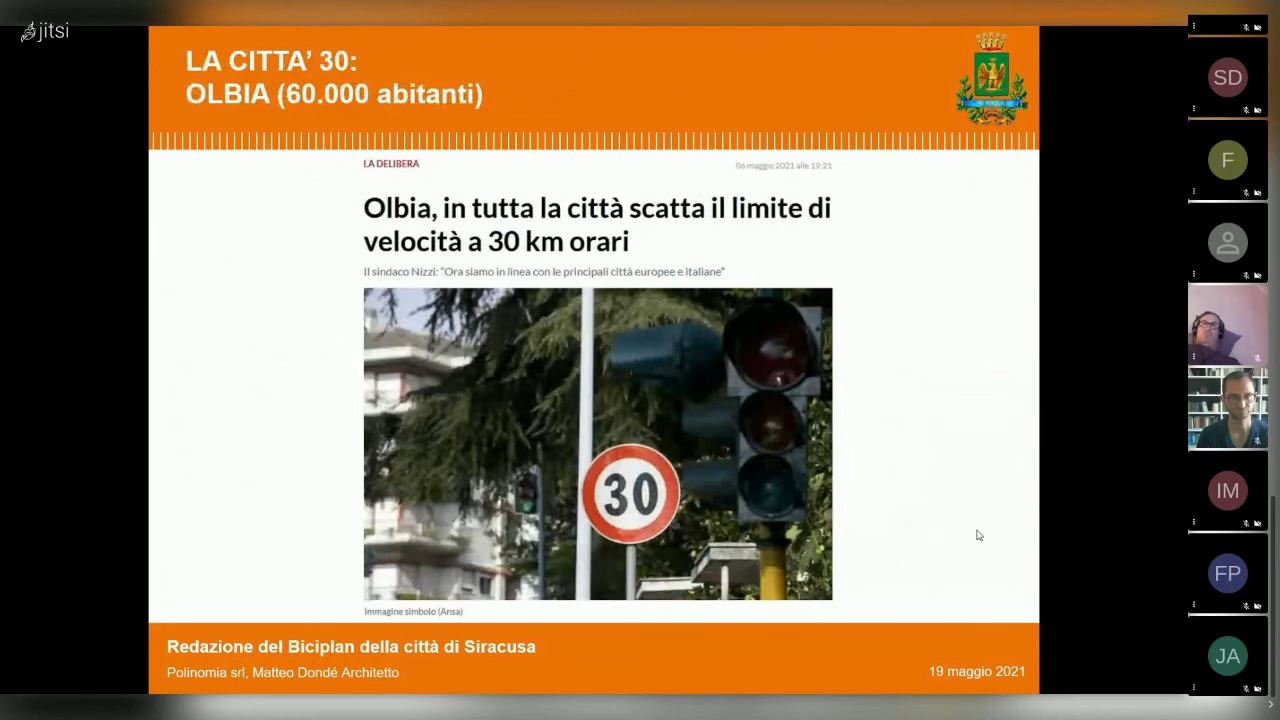 jitsi
LA CITTA' 30:
OLBIA (60.000 abitanti)
LA DELIBERA
06 maggio 2021 alle 19:21
Olbia, in tutta la città scatta il limite di
velocità a 30 km orari
Il sindaco Nizzi: "Ora siamo in linea con le principali città europee e italiane"
30
Immagine simbolo (Ansa)
Redazione del Biciplan della città di Siracusa
Polinomia srl, Matteo Dondé Architetto
19 maggio 2021
SD
F
IM
FP
JA